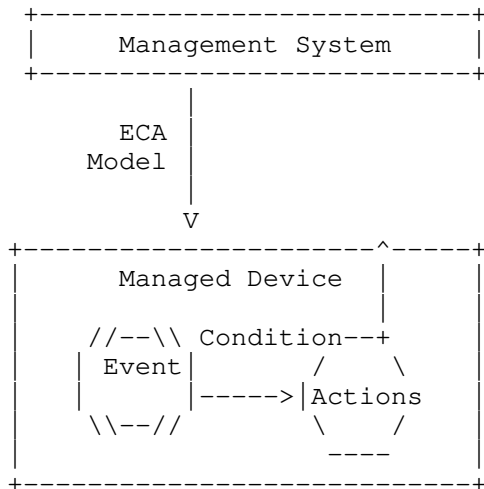 Management System
ECA
Model
V
Managed Device
Condition
Event
Actions